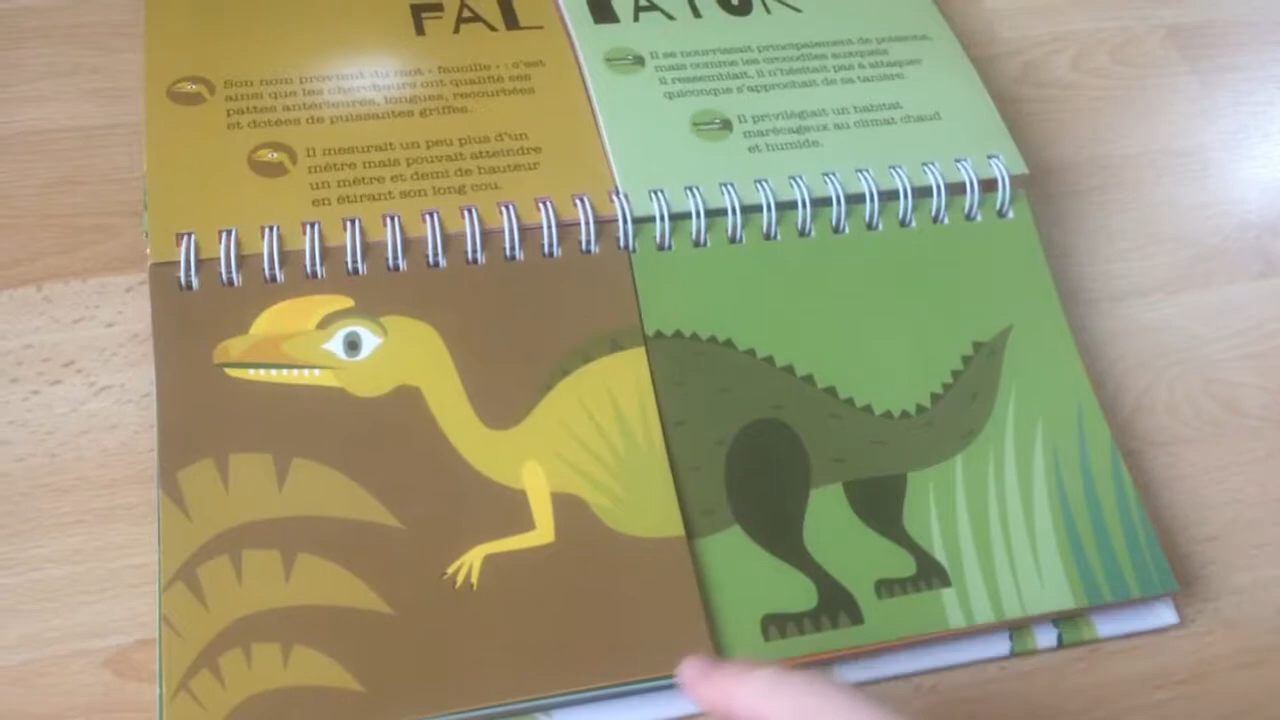 FAL
Son nom provient du mot « faucille » : c'est
ainsi que les chercheurs ont qualifié ses
pattes antérieures, longues, recourbées
et dotées de puissantes griffes.
Il mesurait un peu plus d'un
mètre mais pouvait atteindre
un mètre et demi de hauteur
en étirant son long cou.
TATOR
Il se nourrissait principalement de poissons,
mais comme les crocodiles auxquels
il ressemblait, il n'hésitait pas à attaquer
quiconque s'approchait de sa tanière.
Il privilégiait un habitat
marécageux au climat chaud
et humide.